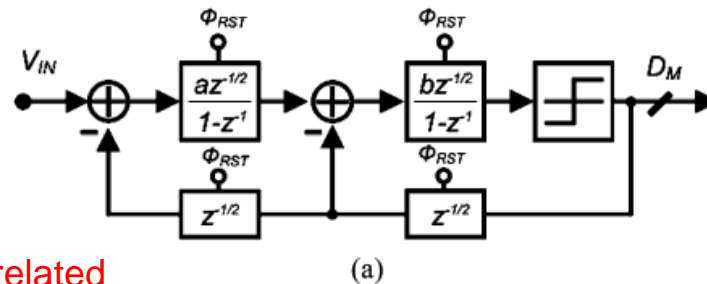 Φ_RST Φ_RST
V_IN az^-1/2 bz^-1/2 D_M
1-z^-1 1-z^-1
Φ_RST Φ_RST
z^-1/2 z^-1/2
related (a)